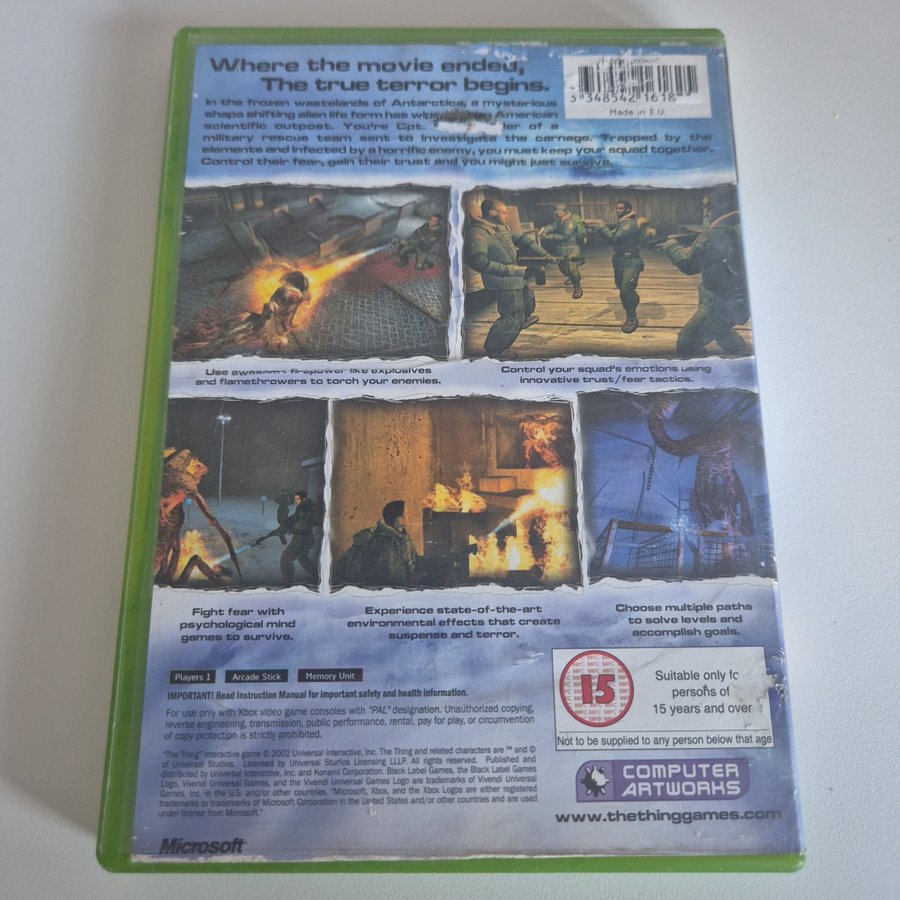 Where the movie ended,
The true terror begins.
In the frozen wastelands of Antarctica, a mysterious
shape shifting alien life form has an American
scientific outpost. You're Cpt. of a
military rescue team sent to investigate the carnage. Trapped by the
elements and infected by a horrific enemy, you must keep your squad together.
Control their fear, gain their trust and you might just survive.
3 348542 1618
Made in E.U.
Use awesome firepower like explosives
and flamethrowers to torch your enemies.
Control your squad's emotions using
innovative trust/fear tactics.
Fight fear with
psychological mind
games to survive.
Experience state-of-the-art
environmental effects that create
suspense and terror.
Choose multiple paths
to solve levels and
accomplish goals.
Players 1 Arcade Stick Memory Unit
IMPORTANT! Read Instruction Manual for important safety and health information.
For use only with Xbox video game consoles with "PAL" designation. Unauthorized copying,
reverse engineering, transmission, public performance, rental, pay for play, or circumvention
of copy protection is strictly prohibited.
"The Thing" interactive game © 2002 Universal Interactive, Inc. The Thing and related characters are ™ and ©
of Universal Studios. Licensed by Universal Studios Licensing LLLP. All rights reserved. Published and
distributed by Universal Interactive, Inc. and Konami Corporation. Black Label Games, the Black Label Games
Logo, Vivendi Universal Games, and the Vivendi Universal Games Logo are trademarks of Vivendi Universal
Games, Inc. in the U.S. and/or other countries. "Microsoft, Xbox, and the Xbox Logos are either registered
trademarks or trademarks of Microsoft Corporation in the United States and/or other countries and are used
under license from Microsoft."
Microsoft
BBFC
15
Suitable only fo
persons of
15 years and over
Not to be supplied to any person below that age
COMPUTER
ARTWORKS
www.thethinggames.com